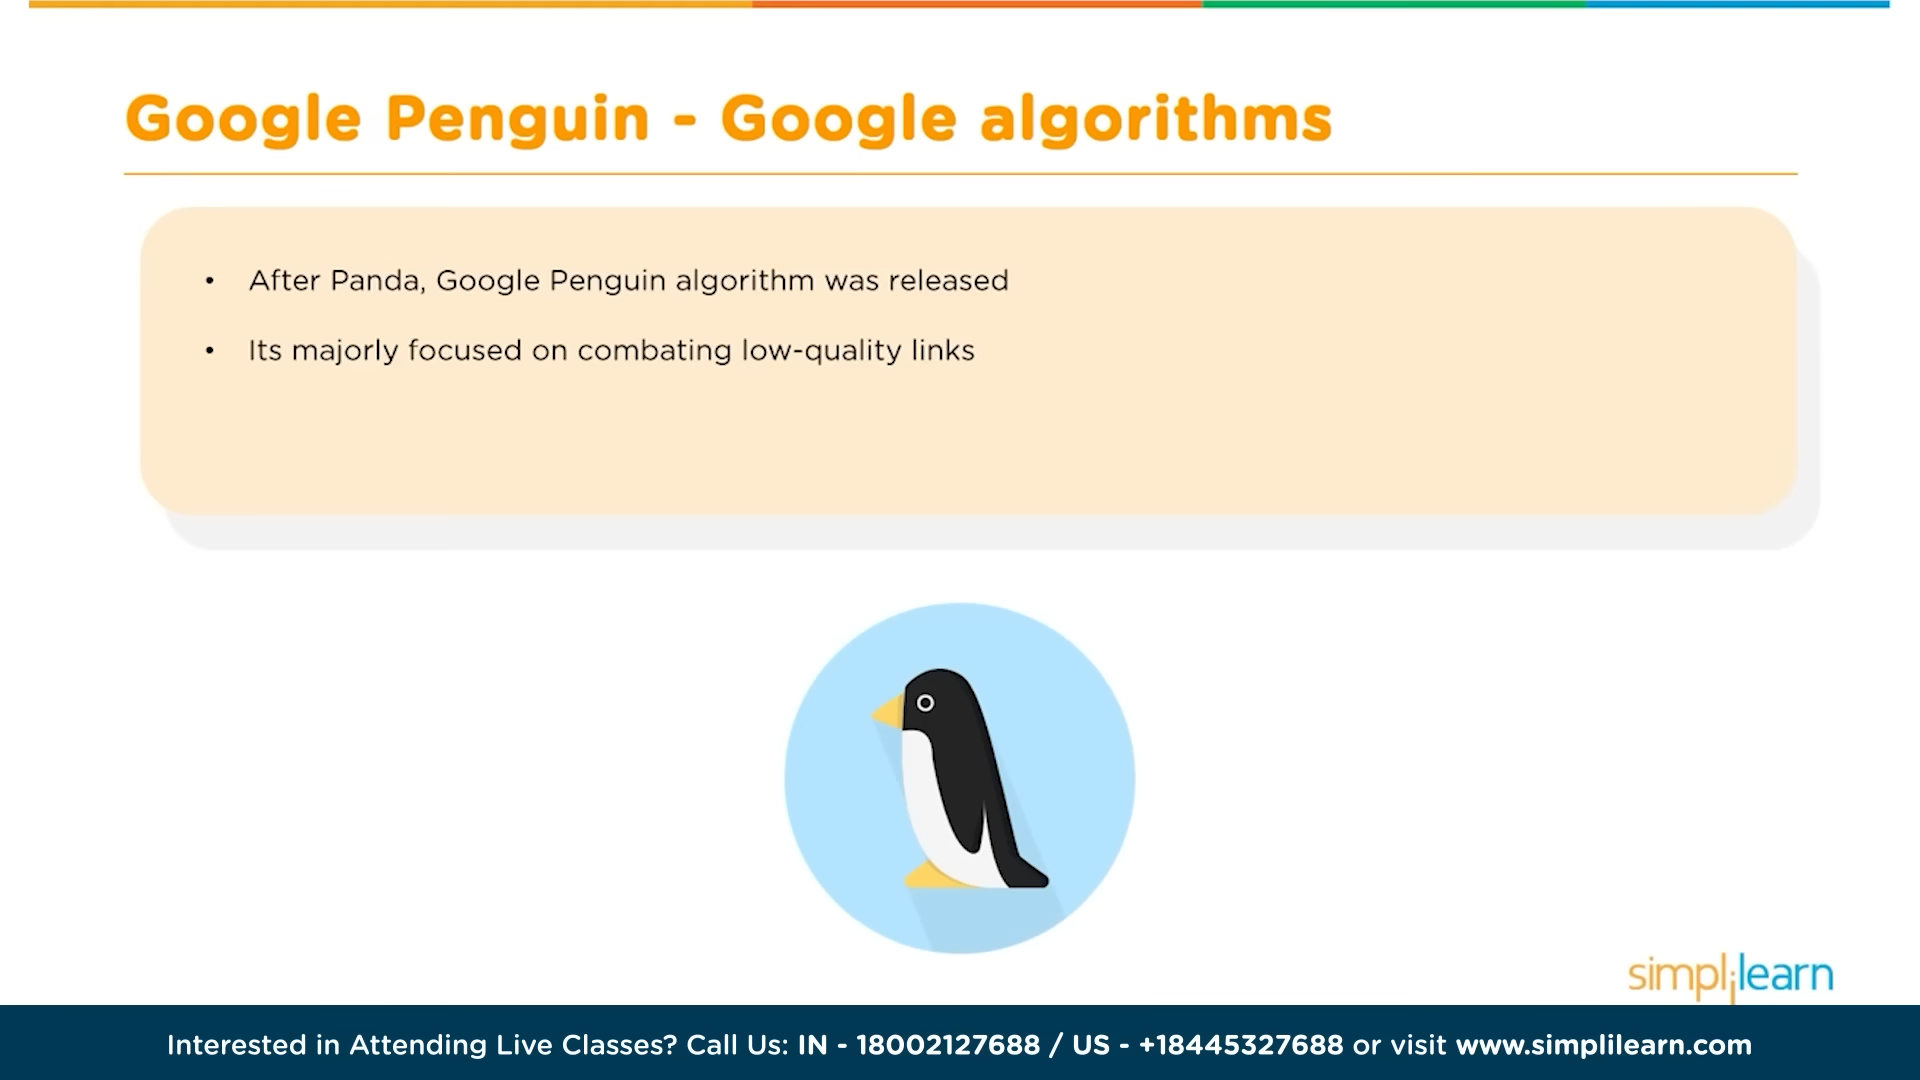 Google Penguin - Google algorithms
• After Panda, Google Penguin algorithm was released
• Its majorly focused on combating low-quality links
simplilearn
Interested in Attending Live Classes? Call Us: IN - 18002127688 / US - +18445327688 or visit www.simplilearn.com